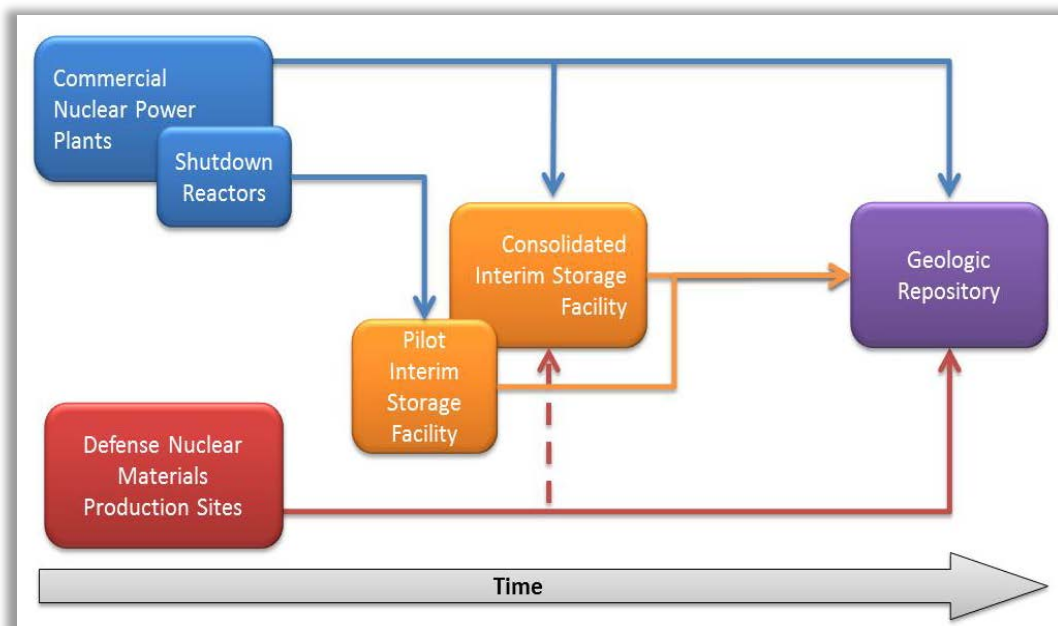 Commercial
Nuclear Power
Plants
Shutdown
Reactors
Consolidated
Interim Storage
Facility
Geologic
Repository
Pilot
Interim
Storage
Facility
Defense Nuclear
Materials
Production Sites
Time